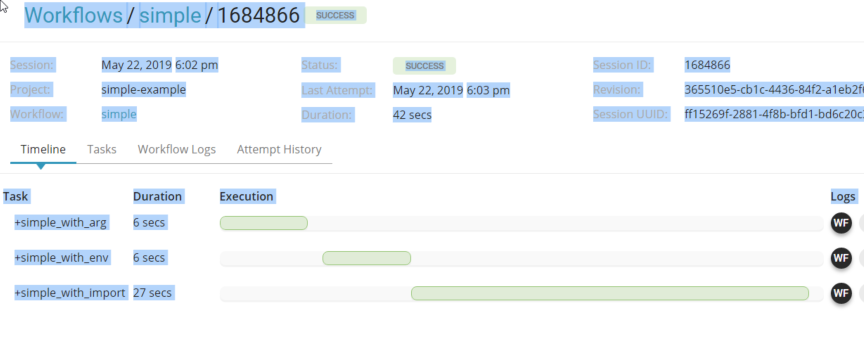 Workflows / simple / 1684866 SUCCESS
Session: May 22, 2019 6:02 pm Status: SUCCESS Session ID: 1684866
Project: simple-example Last Attempt: May 22, 2019 6:03 pm Revision: 365510e5-cb1c-4436-84f2-a1eb2f
Workflow: simple Duration: 42 secs Session UUID: ff15269f-2881-4f8b-bfd1-bd6c20c
Timeline Tasks Workflow Logs Attempt History
Task Duration Execution Logs
+simple_with_arg 6 secs WF
+simple_with_env 6 secs WF
+simple_with_import 27 secs WF